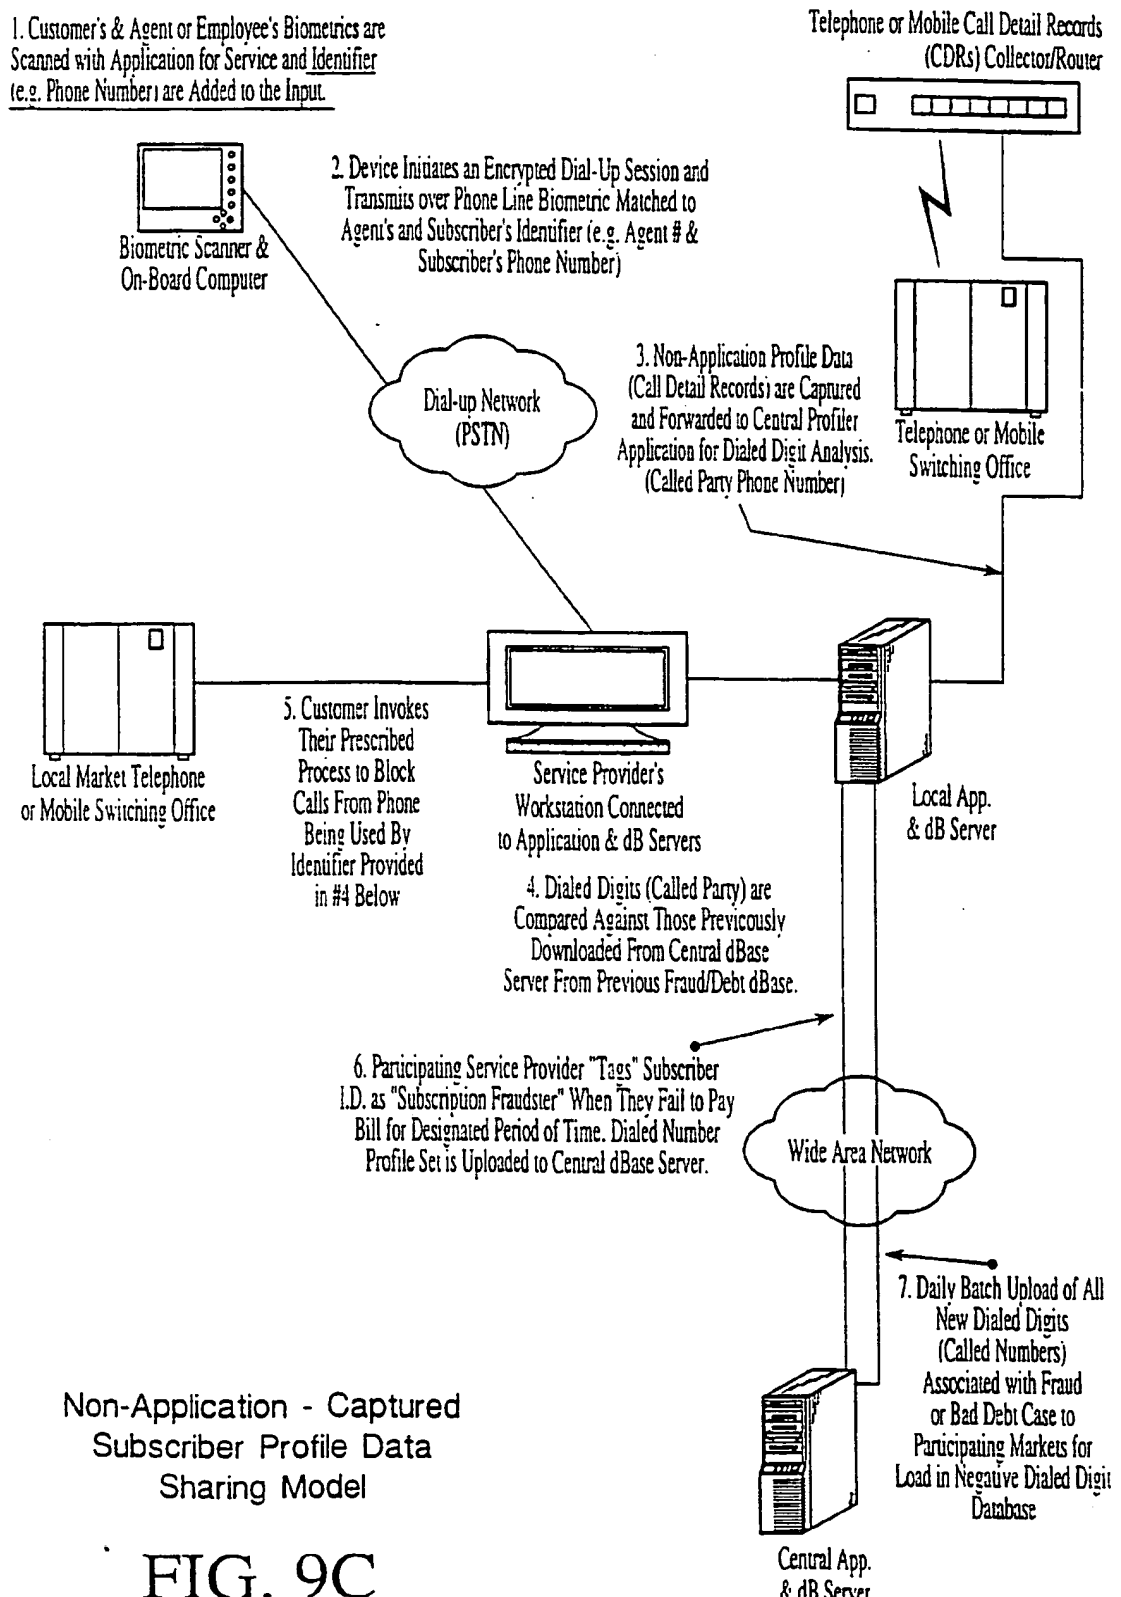 1. Customer's & Agent or Employee's Biometrics are
Scanned with Application for Service and Identifier
(e.g. Phone Number) are Added to the Input.
Telephone or Mobile Call Detail Records
(CDRs) Collector/Router
2. Device Initiates an Encrypted Dial-Up Session and
Transmits over Phone Line Biometric Matched to
Agent's and Subscriber's Identifier (e.g. Agent # &
Subscriber's Phone Number)
Biometric Scanner &
On-Board Computer
3. Non-Application Profile Data
(Call Detail Records) are Captured
and Forwarded to Central Profiler
Application for Dialed Digit Analysis.
(Called Party Phone Number)
Dial-up Network
(PSTN)
Telephone or Mobile
Switching Office
Local Market Telephone
or Mobile Switching Office
5. Customer Invokes
Their Prescribed
Process to Block
Calls From Phone
Being Used By
Identifier Provided
in #4 Below
Service Provider's
Workstation Connected
to Application & dB Servers
Local App.
& dB Server
4. Dialed Digits (Called Party) are
Compared Against Those Previcously
Downloaded From Central dBase
Server From Previous Fraud/Debt dBase.
6. Participating Service Provider "Tags" Subscriber
I.D. as "Subscription Fraudster" When They Fail to Pay
Bill for Designated Period of Time. Dialed Number
Profile Set is Uploaded to Central dBase Server.
Wide Area Network
7. Daily Batch Upload of All
New Dialed Digits
(Called Numbers)
Associated with Fraud
or Bad Debt Case to
Participating Markets for
Load in Negative Dialed Digit
Database
Non-Application - Captured
Subscriber Profile Data
Sharing Model
FIG. 9C
Central App.
& dB Server